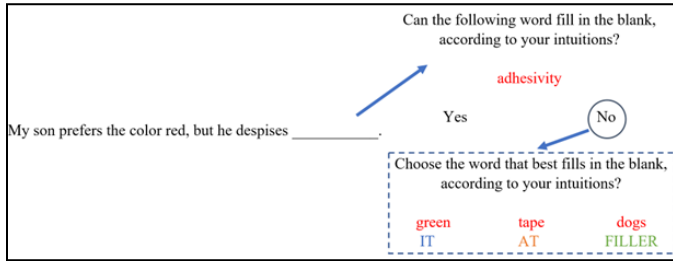 Can the following word fill in the blank,
according to your intuitions?
adhesivity
Yes No
My son prefers the color red, but he despises ____________.
Choose the word that best fills in the blank,
according to your intuitions?
green tape dogs
IT AT FILLER